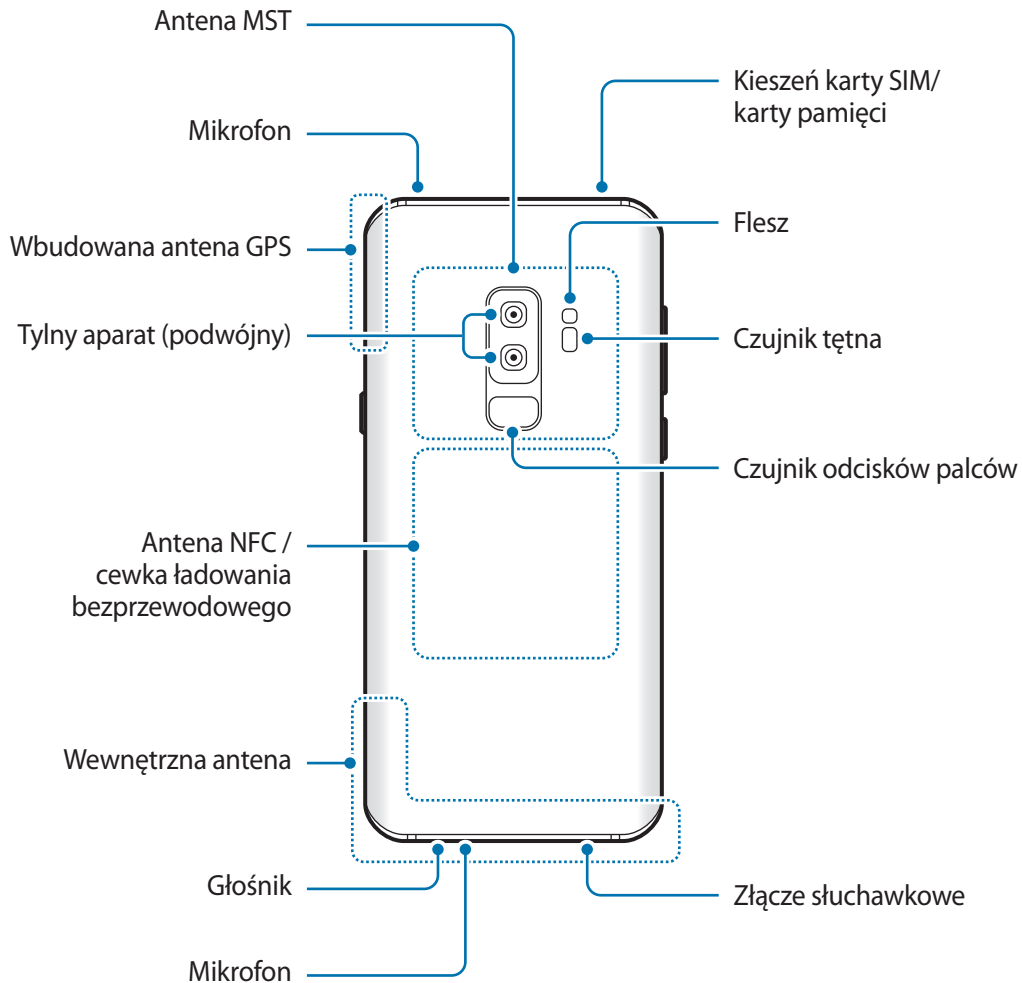 Antena MST
Kieszeń karty SIM/
karty pamięci
Mikrofon
Flesz
Wbudowana antena GPS
Tylny aparat (podwójny)
Czujnik tętna
Czujnik odcisków palców
Antena NFC /
cewka ładowania
bezprzewodowego
Wewnętrzna antena
Głośnik
Złącze słuchawkowe
Mikrofon